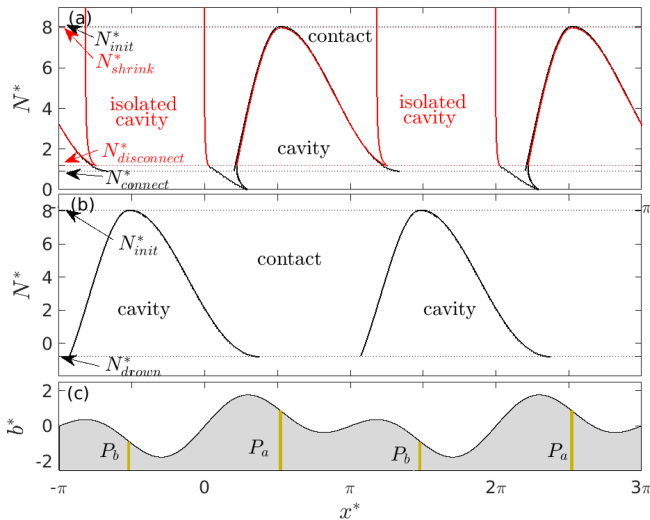 (a)
8
N*init
contact
N*shrink
6
isolated cavity
isolated cavity
N*
4
cavity
2
N*disconnect
N*connect
0
(b)
8
π
N*init
6
contact
4
N*
cavity
cavity
2
0
N*drown
(c)
2
b*
0
Pb
Pa
Pb
Pa
-2
-π
0
π
2π
3π
x*